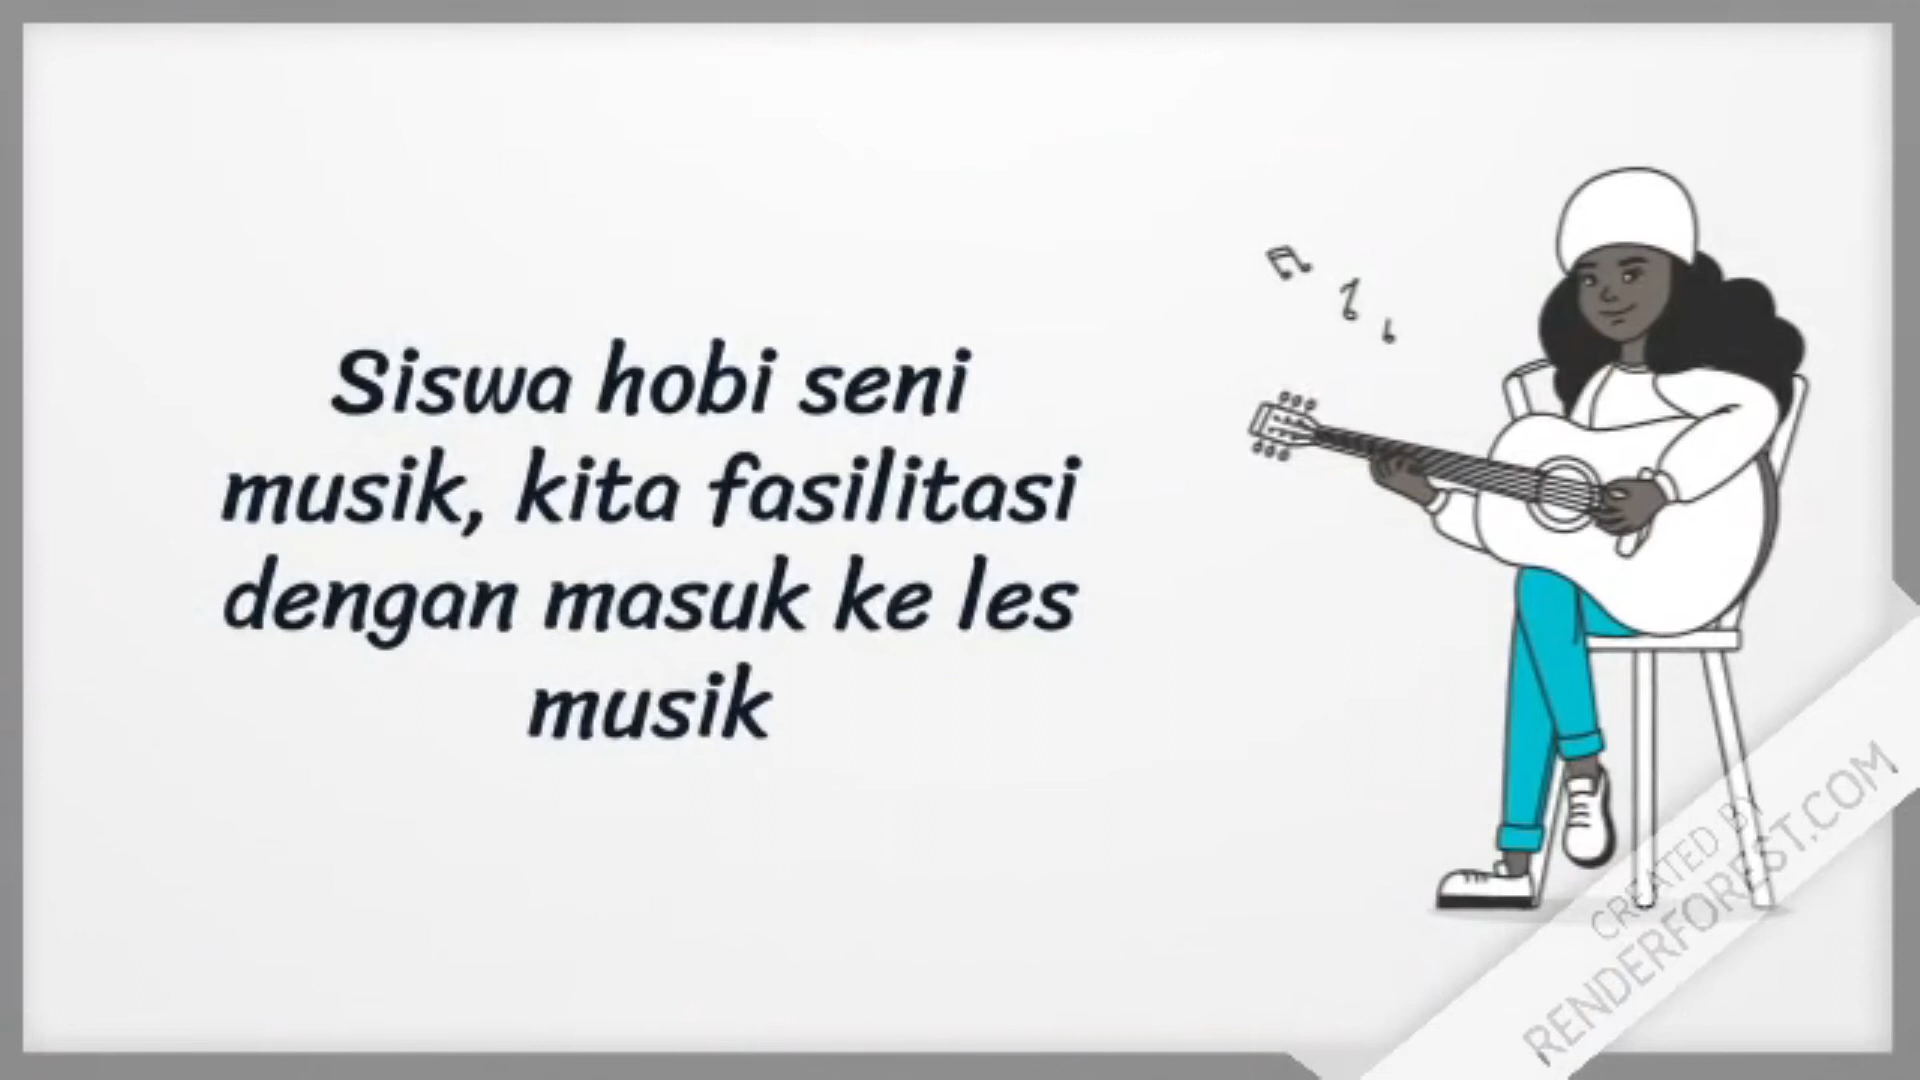 Siswa hobi seni
musik, kita fasilitasi
dengan masuk ke les
musik
CREATED BY
RENDERFOREST.COM